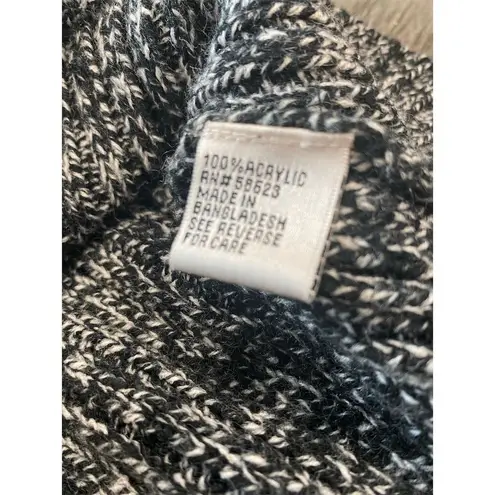 100% ACRYLIC
RN# 58623
MADE IN
BANGLADESH
SEE REVERSE
FOR CARE